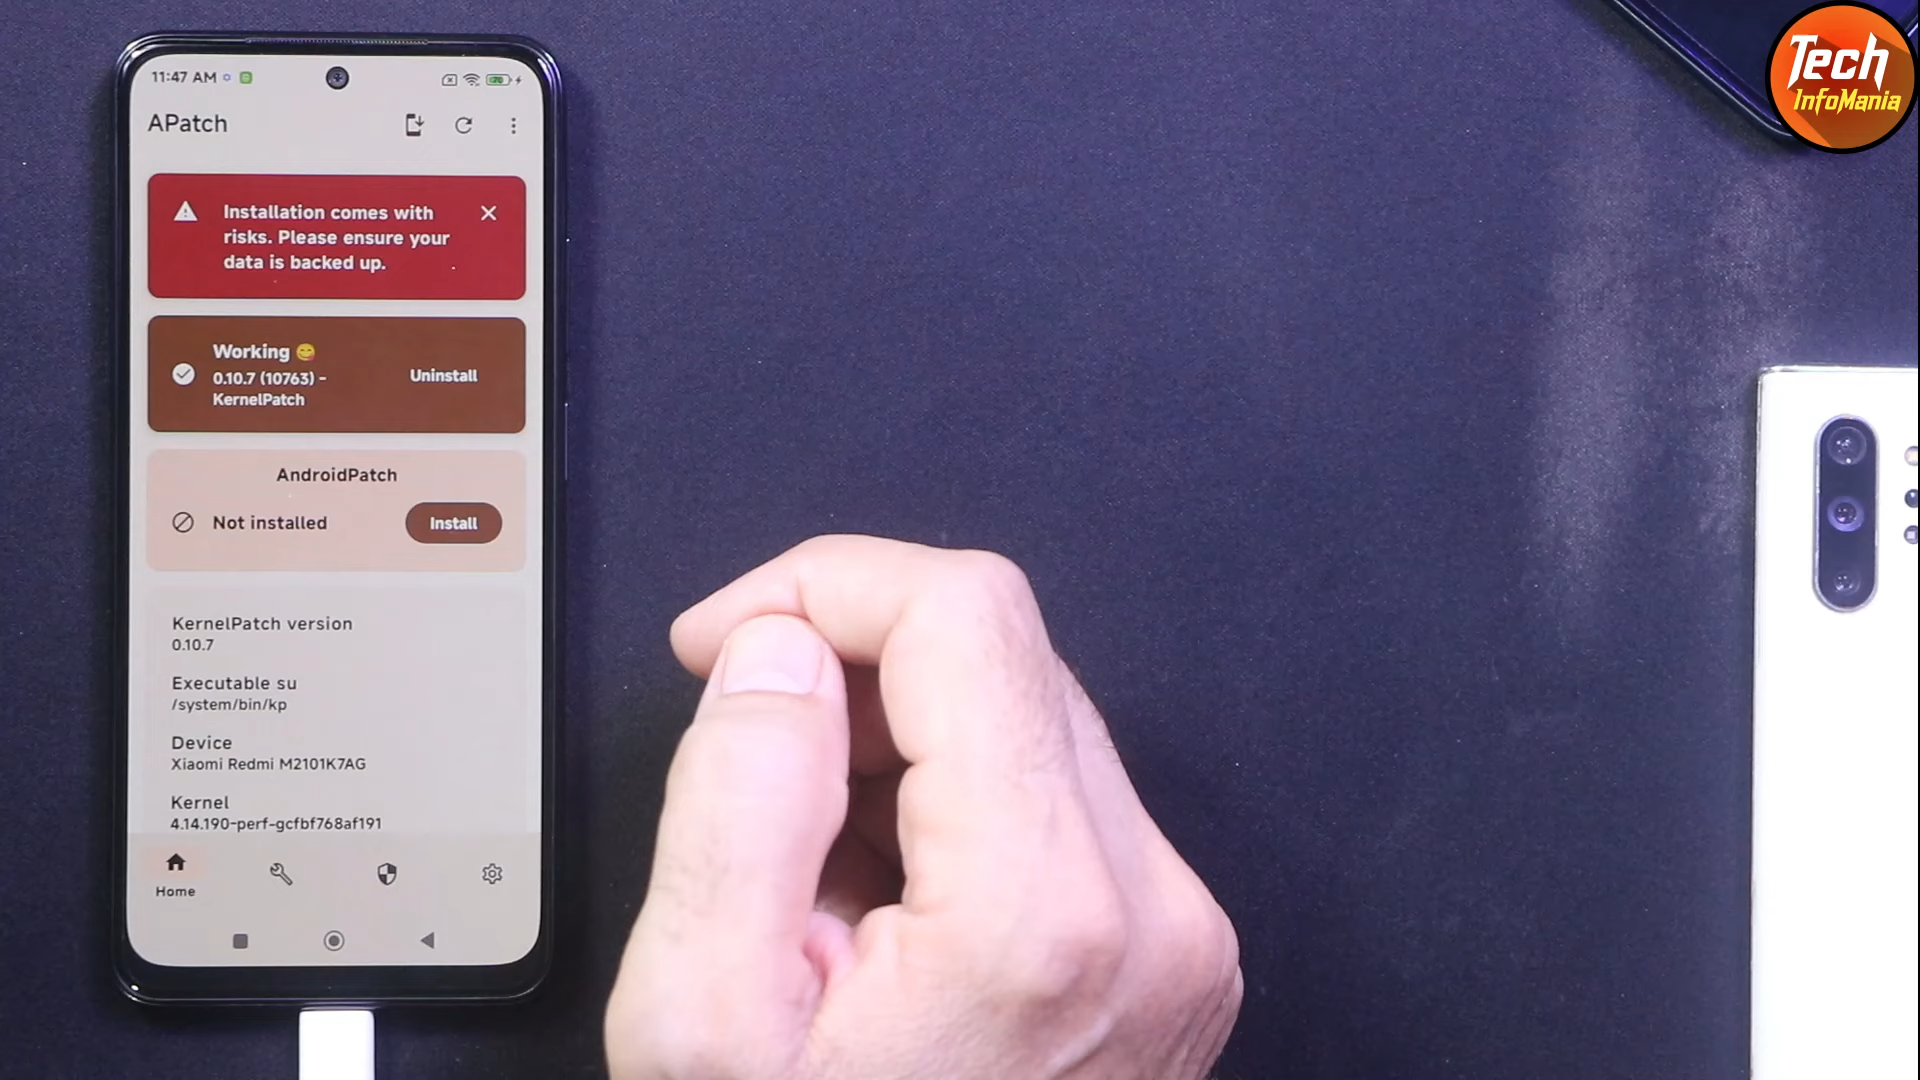 11:47 AM
70
APatch
Installation comes with
risks. Please ensure your
data is backed up.
Working 😋
0.10.7 (10763) -
KernelPatch
Uninstall
AndroidPatch
Not installed
Install
KernelPatch version
0.10.7
Executable su
/system/bin/kp
Device
Xiaomi Redmi M2101K7AG
Kernel
4.14.190-perf-gcfbf768af191
Home
Tech
InfoMania